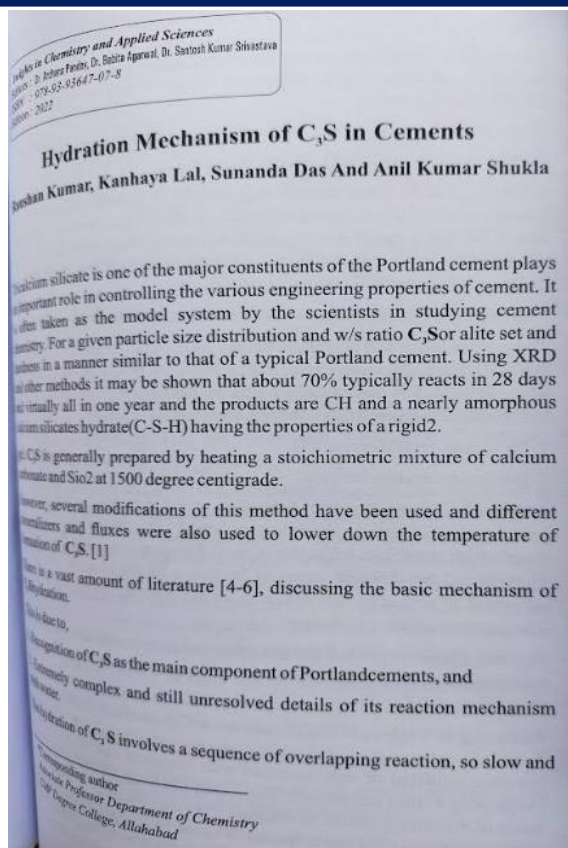 in Chemistry and Applied Sciences
Dr. Archana Pandey, Dr. Babita Agarwal, Dr. Santosh Kumar Srivastava
978-93-93647-07-8
2022
Hydration Mechanism of C₃S in Cements
Kumar, Kanhaya Lal, Sunanda Das And Anil Kumar Shukla
silicate is one of the major constituents of the Portland cement plays
important role in controlling the various engineering properties of cement. It
often taken as the model system by the scientists in studying cement
For a given particle size distribution and w/s ratio C₃Sor alite set and
in a manner similar to that of a typical Portland cement. Using XRD
other methods it may be shown that about 70% typically reacts in 28 days
virtually all in one year and the products are CH and a nearly amorphous
silicates hydrate(C-S-H) having the properties of a rigid2.
C₃S is generally prepared by heating a stoichiometric mixture of calcium
and Sio2 at 1500 degree centigrade.
several modifications of this method have been used and different
and fluxes were also used to lower down the temperature of
of C₃S.[1]
is a vast amount of literature [4-6], discussing the basic mechanism of
due to,
of C₃S as the main component of Portlandcements, and
complex and still unresolved details of its reaction mechanism
water.
of C₃ S involves a sequence of overlapping reaction, so slow and
author
Professor Department of Chemistry
Degree College, Allahabad